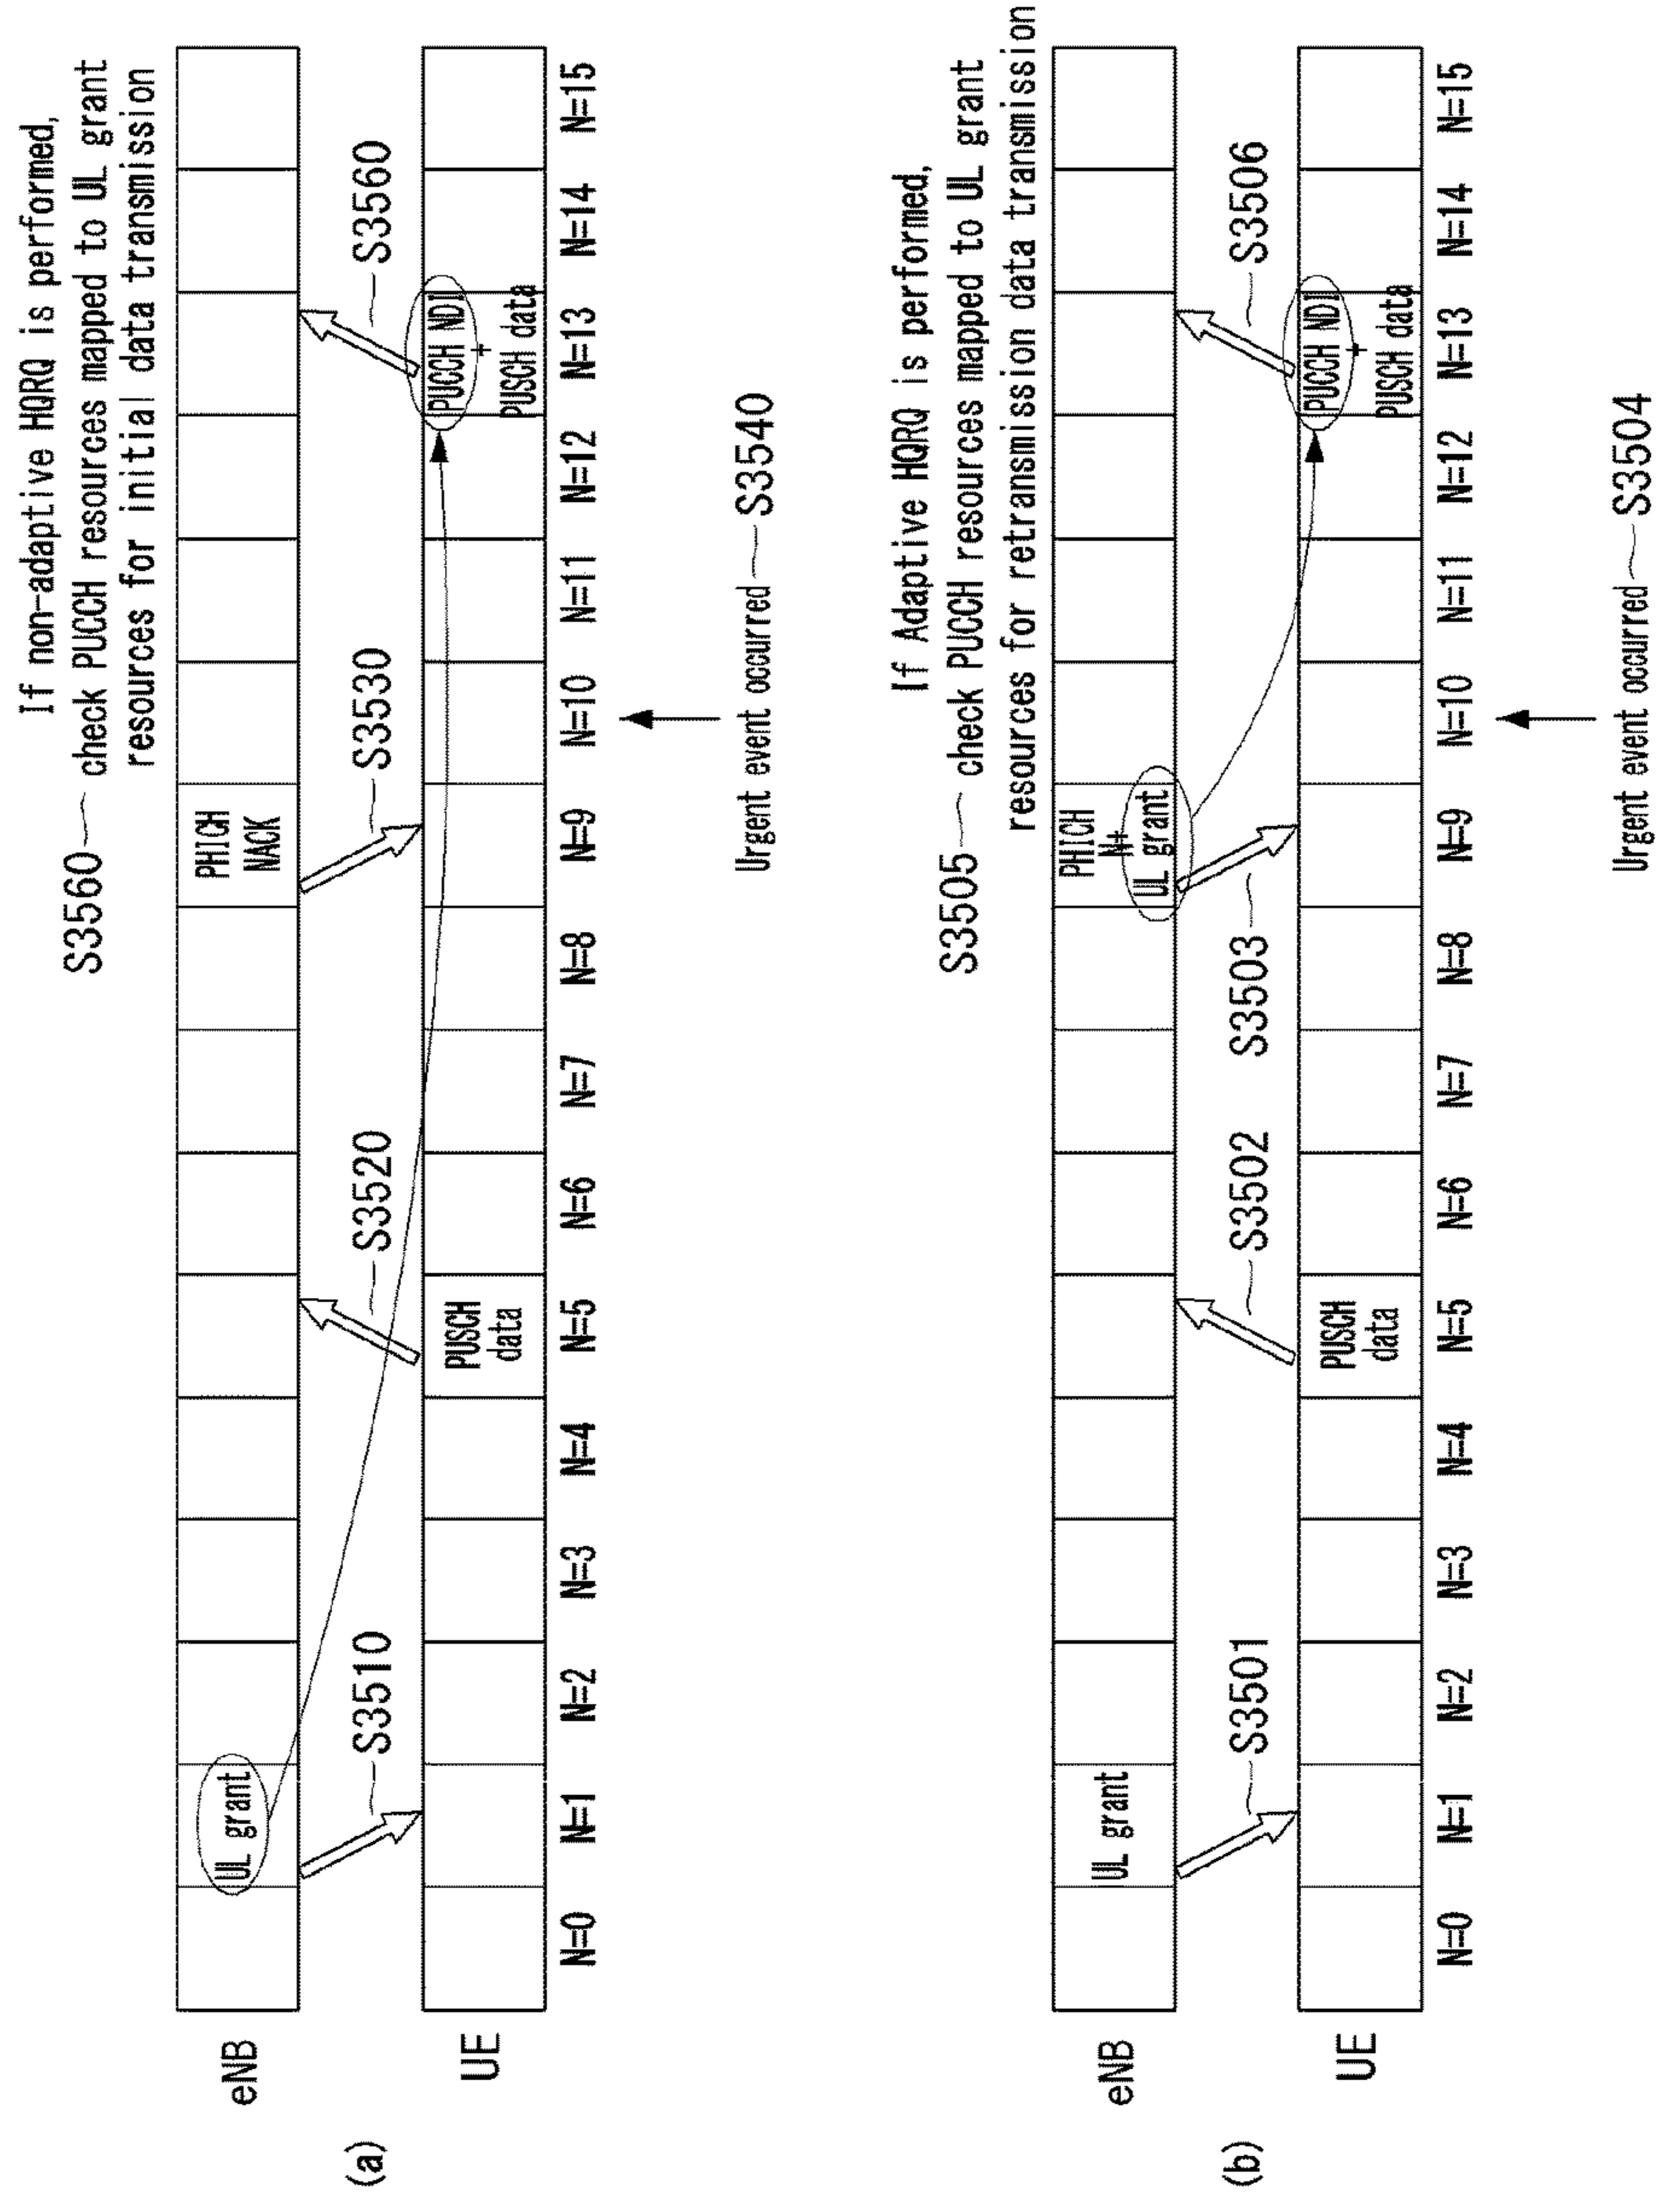 (a)
If non-adaptive HQRQ is performed,
S3560 check PUCCH resources mapped to UL grant
resources for initial data transmission
eNB
UL grant
PHICH
NACK
S3510
S3520
S3530
S3560
UE
PUSCH
data
PUCCH NDI
+
PUSCH data
N=0 N=1 N=2 N=3 N=4 N=5 N=6 N=7 N=8 N=9 N=10 N=11 N=12 N=13 N=14 N=15
Urgent event occurred S3540
(b)
If Adaptive HQRQ is performed,
S3505 check PUCCH resources mapped to UL grant
resources for retransmission data transmission
eNB
UL grant
PHICH
N+
UL grant
S3501
S3502
S3503
S3506
UE
PUSCH
data
PUCCH NDI
+
PUSCH data
N=0 N=1 N=2 N=3 N=4 N=5 N=6 N=7 N=8 N=9 N=10 N=11 N=12 N=13 N=14 N=15
Urgent event occurred S3504